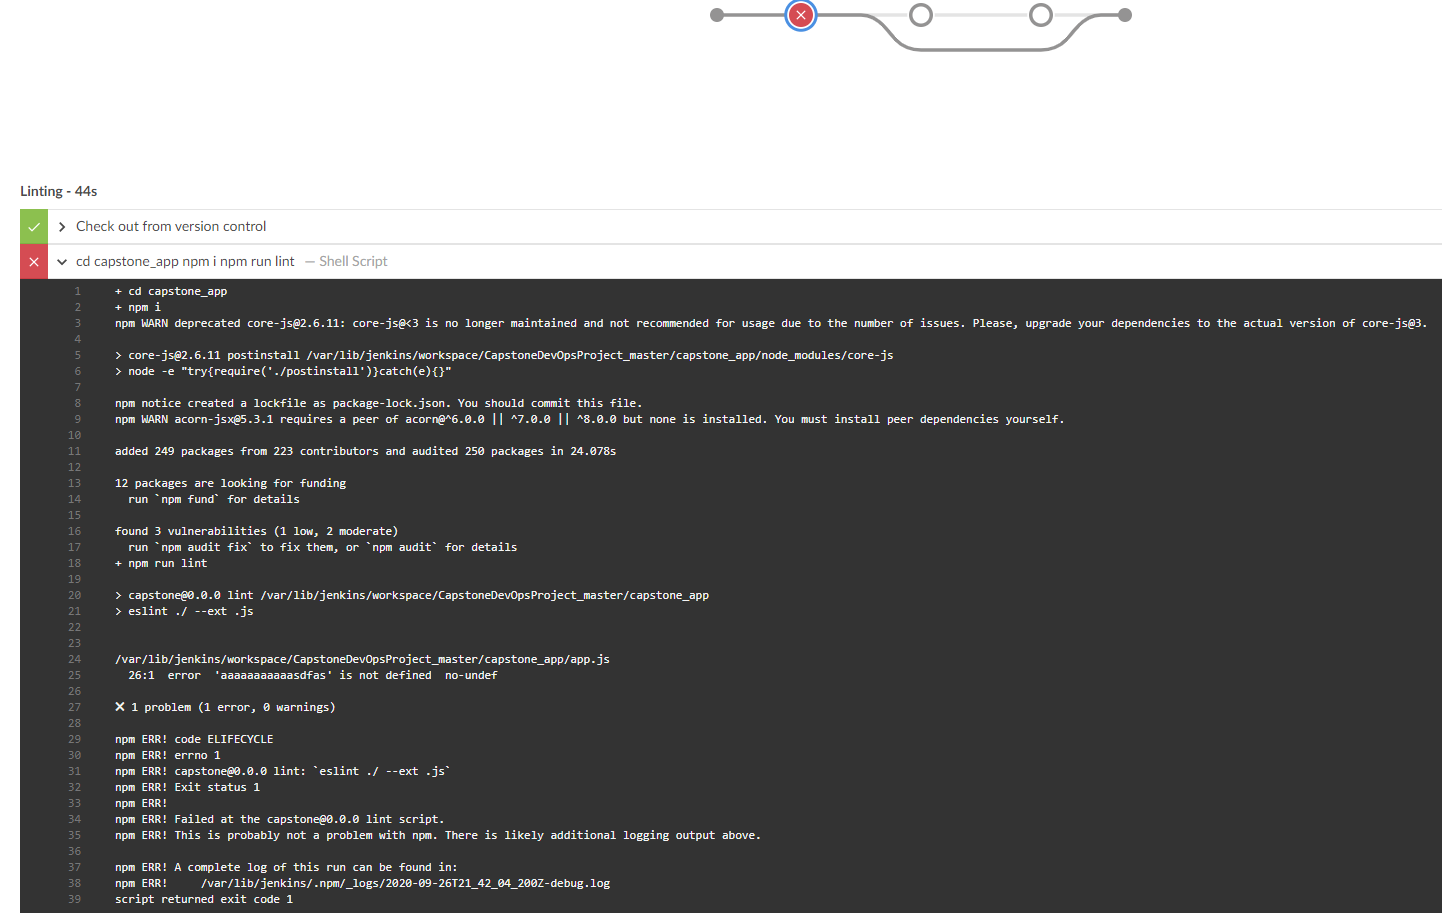 Linting - 44s
Check out from version control
cd capstone_app npm i npm run lint — Shell Script
1 + cd capstone_app
2 + npm i
3 npm WARN deprecated core-js@2.6.11: core-js@<3 is no longer maintained and not recommended for usage due to the number of issues. Please, upgrade your dependencies to the actual version of core-js@3.
4
5 > core-js@2.6.11 postinstall /var/lib/jenkins/workspace/CapstoneDevOpsProject_master/capstone_app/node_modules/core-js
6 > node -e "try{require('./postinstall')}catch(e){}"
7
8 npm notice created a lockfile as package-lock.json. You should commit this file.
9 npm WARN acorn-jsx@5.3.1 requires a peer of acorn@^6.0.0 || ^7.0.0 || ^8.0.0 but none is installed. You must install peer dependencies yourself.
10
11 added 249 packages from 223 contributors and audited 250 packages in 24.078s
12
13 12 packages are looking for funding
14 run `npm fund` for details
15
16 found 3 vulnerabilities (1 low, 2 moderate)
17 run `npm audit fix` to fix them, or `npm audit` for details
18 + npm run lint
19
20 > capstone@0.0.0 lint /var/lib/jenkins/workspace/CapstoneDevOpsProject_master/capstone_app
21 > eslint ./ --ext .js
22
23
24 /var/lib/jenkins/workspace/CapstoneDevOpsProject_master/capstone_app/app.js
25 26:1 error 'aaaaaaaaaaasdfas' is not defined no-undef
26
27 ✕ 1 problem (1 error, 0 warnings)
28
29 npm ERR! code ELIFECYCLE
30 npm ERR! errno 1
31 npm ERR! capstone@0.0.0 lint: `eslint ./ --ext .js`
32 npm ERR! Exit status 1
33 npm ERR!
34 npm ERR! Failed at the capstone@0.0.0 lint script.
35 npm ERR! This is probably not a problem with npm. There is likely additional logging output above.
36
37 npm ERR! A complete log of this run can be found in:
38 npm ERR! /var/lib/jenkins/.npm/_logs/2020-09-26T21_42_04_200Z-debug.log
39 script returned exit code 1